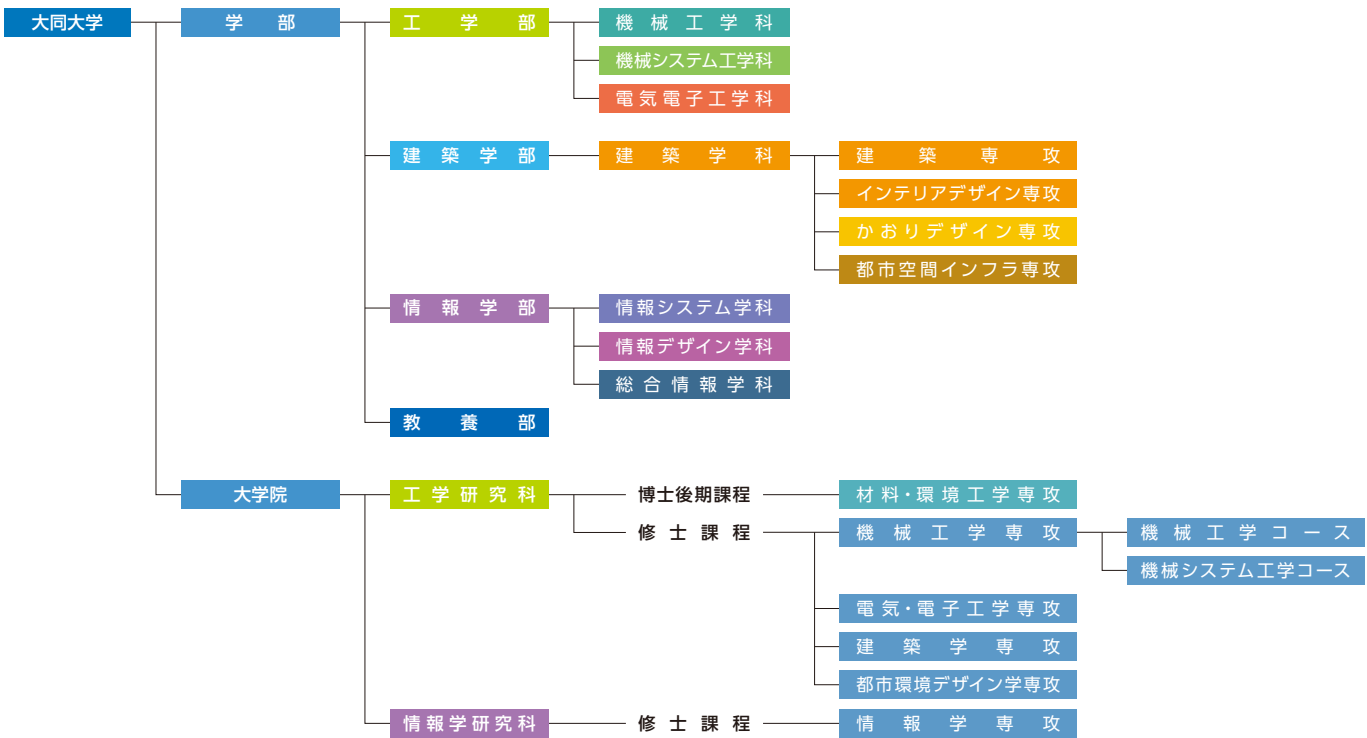 大同大学
学部
工学部
機械工学科
機械システム工学科
電気電子工学科
建築学部
建築学科
建築専攻
インテリアデザイン専攻
かおりデザイン専攻
都市空間インフラ専攻
情報学部
情報システム学科
情報デザイン学科
総合情報学科
教養部
大学院
工学研究科
博士後期課程
材料・環境工学専攻
修士課程
機械工学専攻
機械工学コース
機械システム工学コース
電気・電子工学専攻
建築学専攻
都市環境デザイン学専攻
情報学研究科
修士課程
情報学専攻